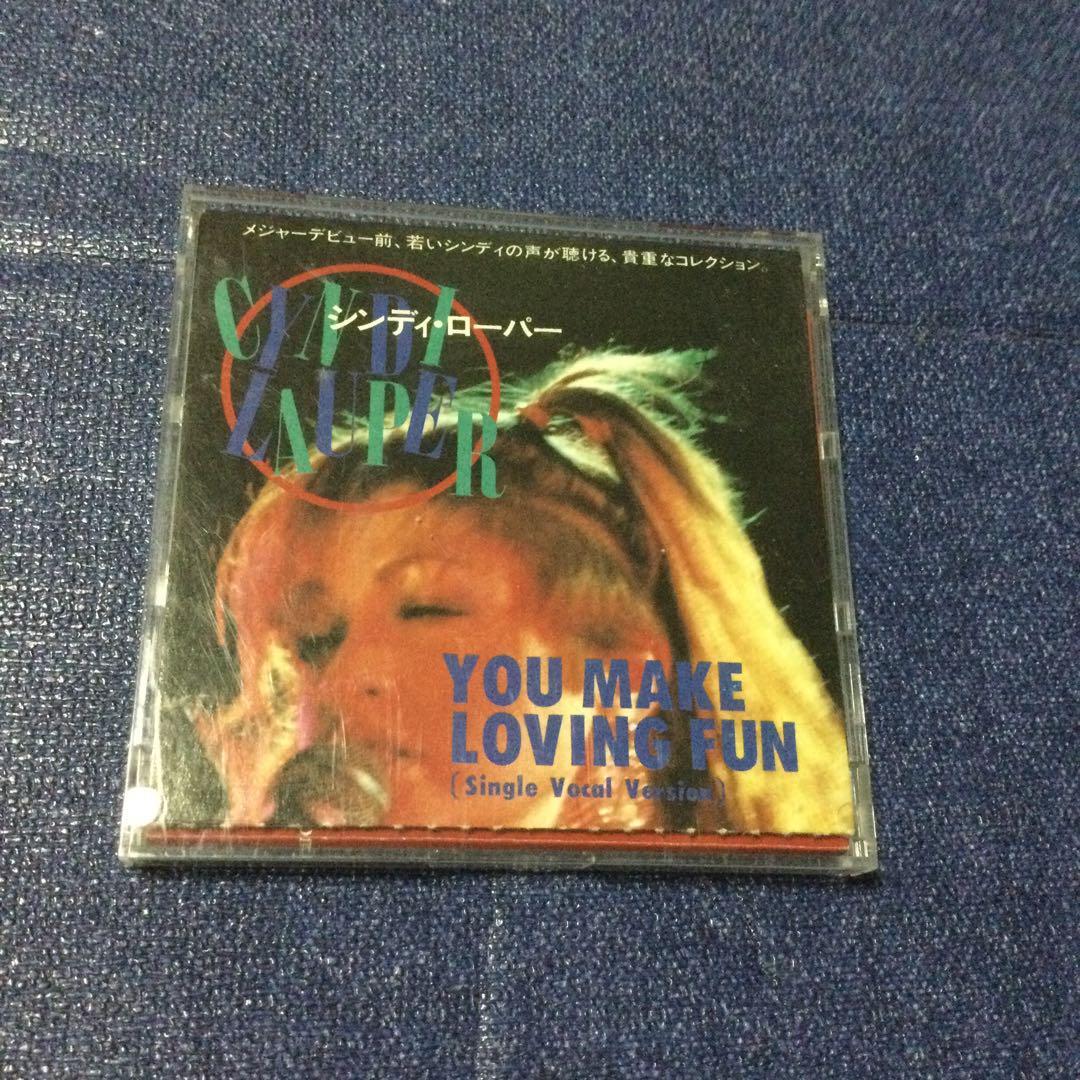 メジャーデビュー前、若いシンディの声が聴ける、貴重なコレクション。
CYNDI
シンディ・ローパー
LAUPER
YOU MAKE
LOVING FUN
(Single Vocal Version)